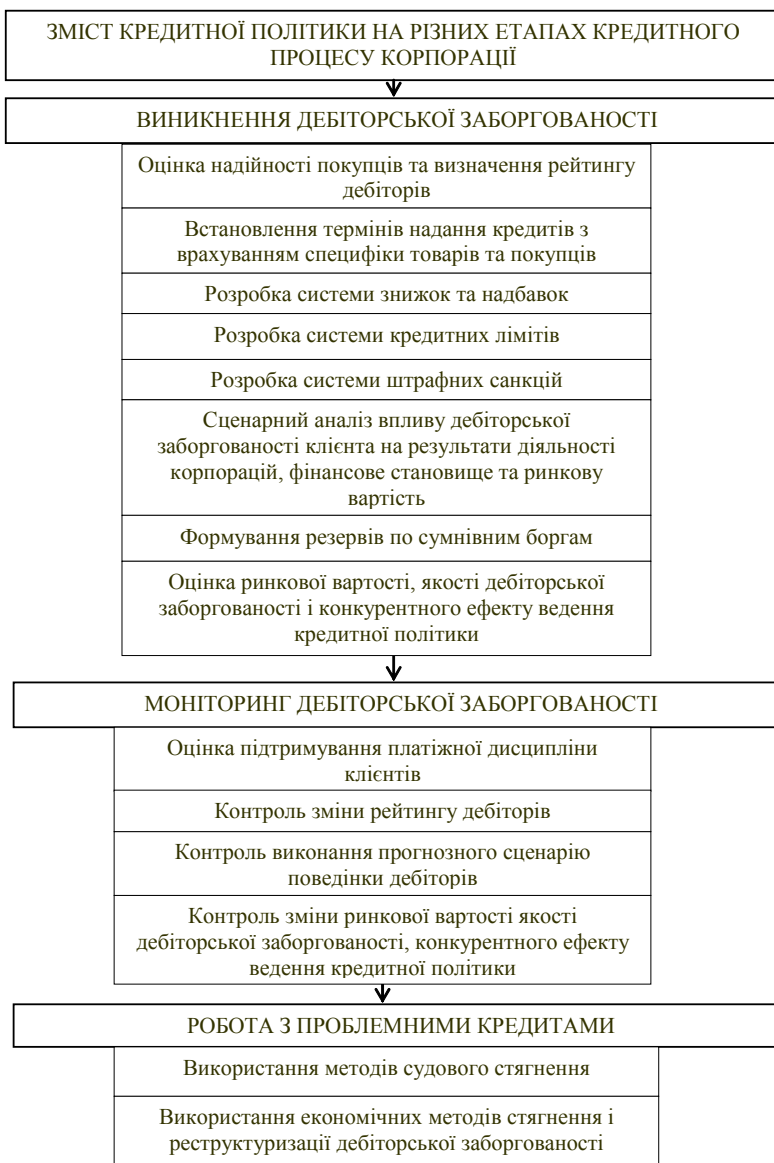 ЗМІСТ КРЕДИТНОЇ ПОЛІТИКИ НА РІЗНИХ ЕТАПАХ КРЕДИТНОГО
ПРОЦЕСУ КОРПОРАЦІЇ
ВИНИКНЕННЯ ДЕБІТОРСЬКОЇ ЗАБОРГОВАНОСТІ
Оцінка надійності покупців та визначення рейтингу
дебіторів
Встановлення термінів надання кредитів з
врахуванням специфіки товарів та покупців
Розробка системи знижок та надбавок
Розробка системи кредитних лімітів
Розробка системи штрафних санкцій
Сценарний аналіз впливу дебіторської
заборгованості клієнта на результати діяльності
корпорацій, фінансове становище та ринкову
вартість
Формування резервів по сумнівним боргам
Оцінка ринкової вартості, якості дебіторської
заборгованості і конкурентного ефекту ведення
кредитної політики
МОНІТОРИНГ ДЕБІТОРСЬКОЇ ЗАБОРГОВАНОСТІ
Оцінка підтримування платіжної дисципліни
клієнтів
Контроль зміни рейтингу дебіторів
Контроль виконання прогнозного сценарію
поведінки дебіторів
Контроль зміни ринкової вартості якості
дебіторської заборгованості, конкурентного ефекту
ведення кредитної політики
РОБОТА З ПРОБЛЕМНИМИ КРЕДИТАМИ
Використання методів судового стягнення
Використання економічних методів стягнення і
реструктуризації дебіторської заборгованості